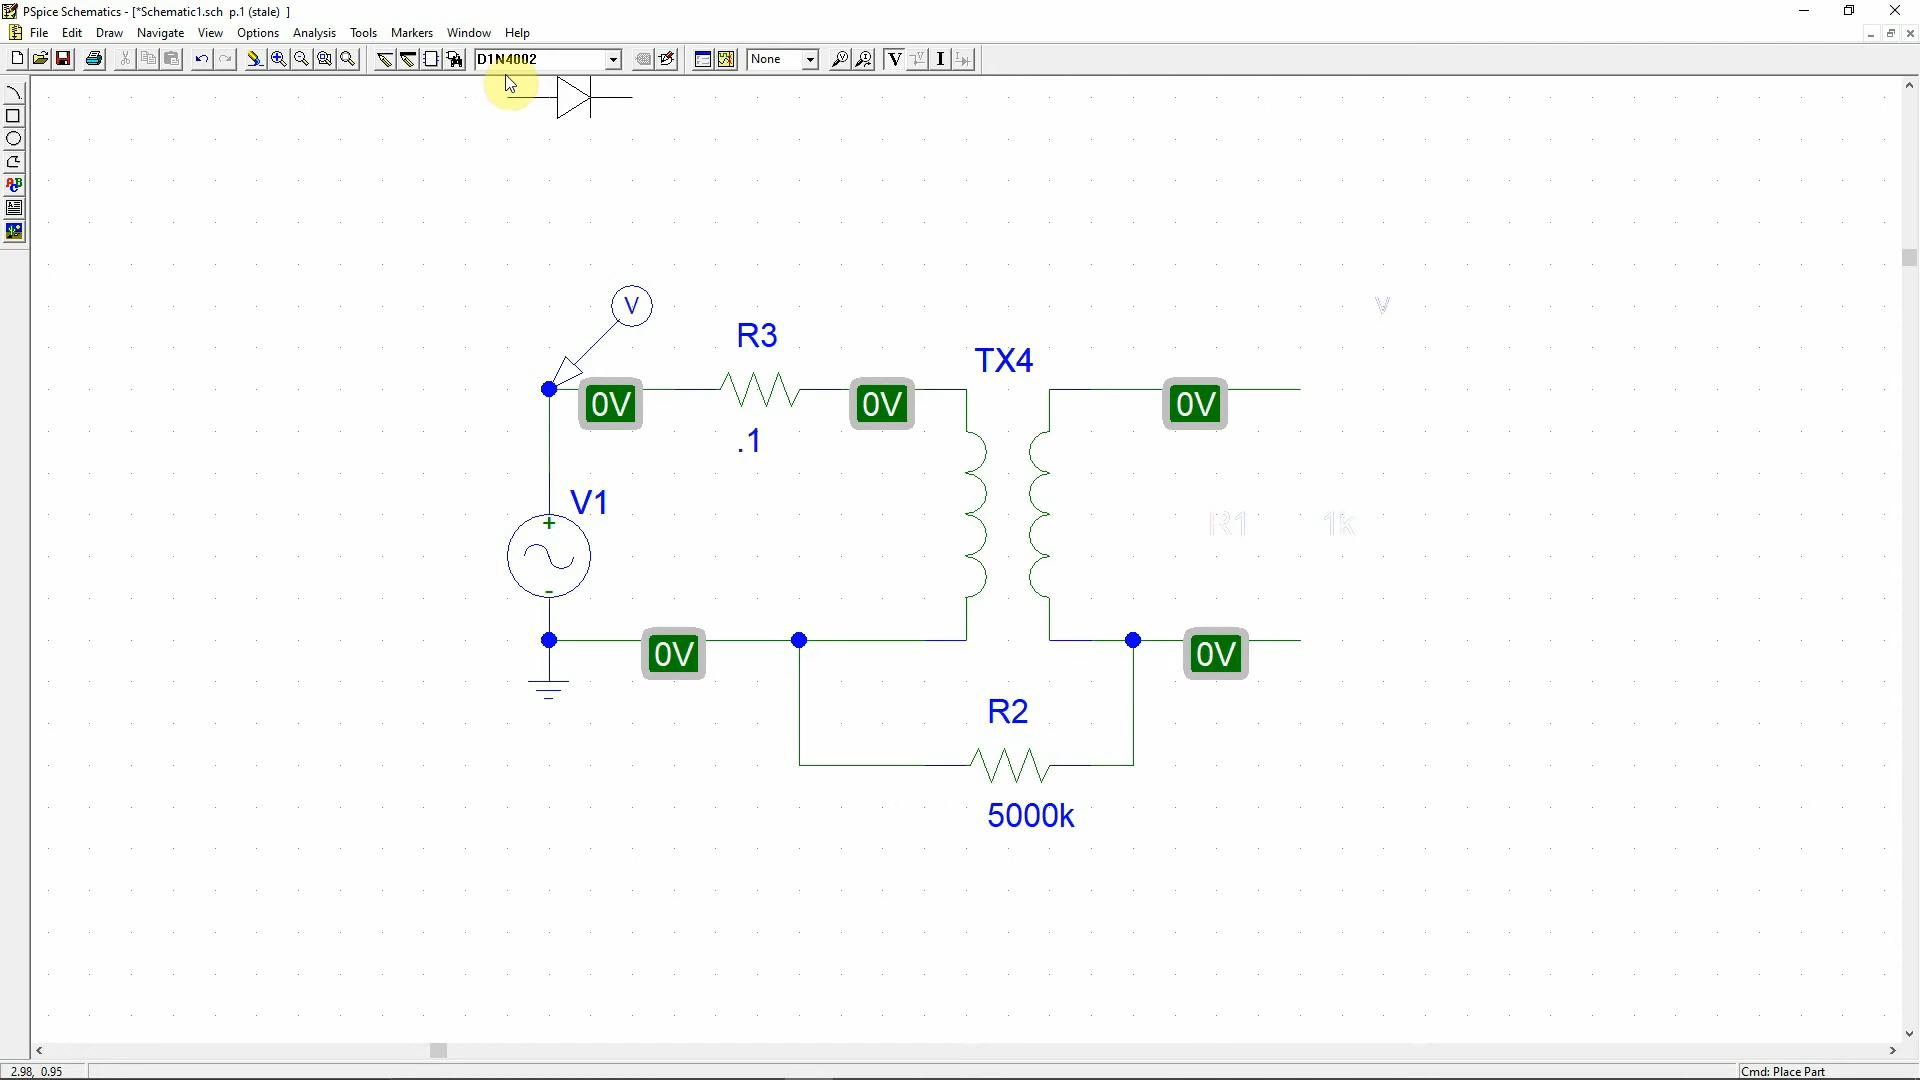 PSpice Schematics - [*Schematic1.sch p.1 (stale) ]
File Edit Draw Navigate View Options Analysis Tools Markers Window Help
D1N4002 None V I
ABC
V V
R3
TX4
0V 0V 0V
.1
V1
+
R1 1k
-
0V 0V
R2
5000k
2.98, 0.95 Cmd: Place Part